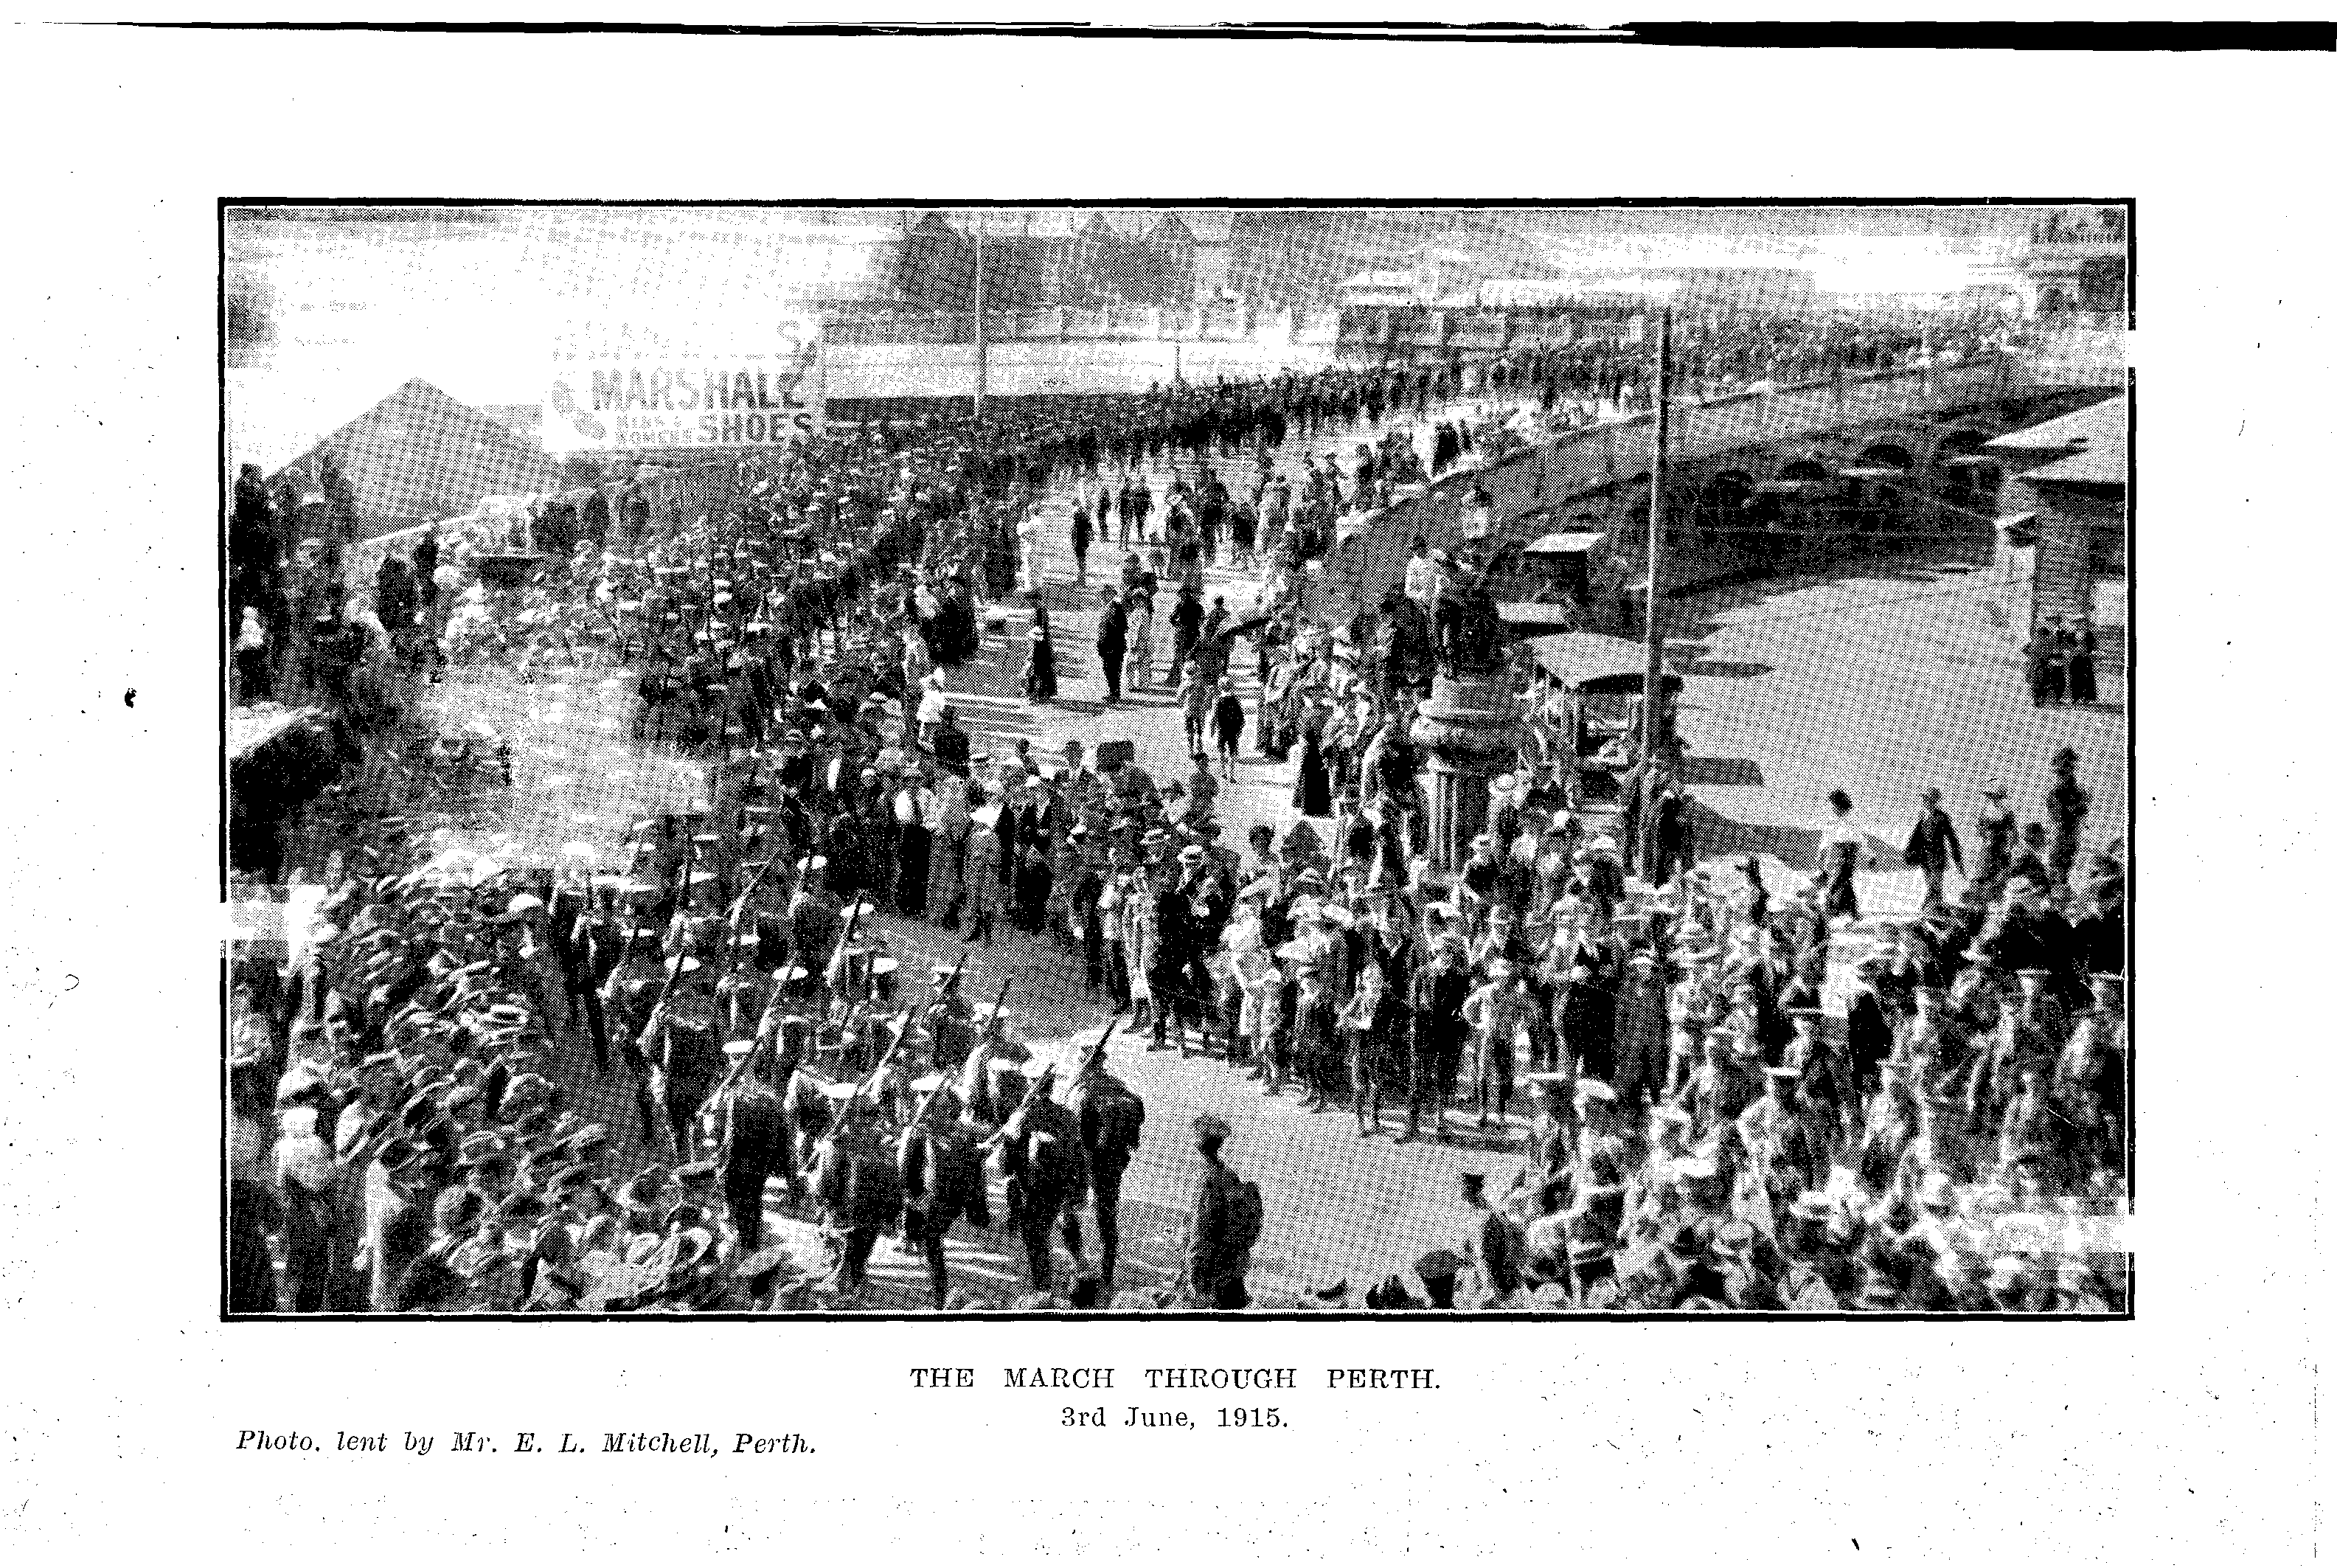 MARSHALL
SHOES
THE MARCH THROUGH PERTH.
3rd June, 1915.
Photo. lent by Mr. E. L. Mitchell, Perth.